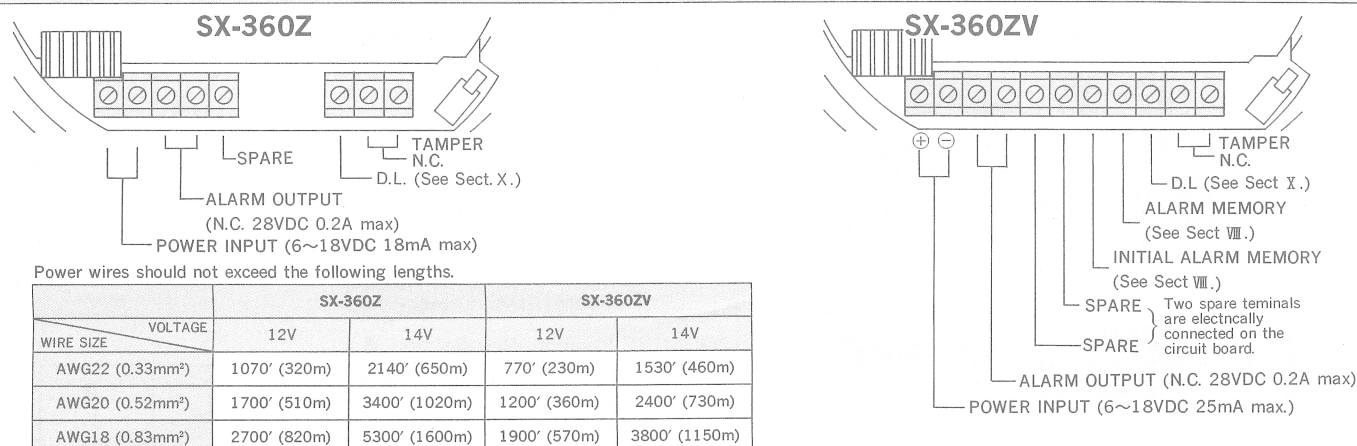 SX-360Z
TAMPER
N.C.
SPARE
D.L. (See Sect. X.)
ALARM OUTPUT
(N.C. 28VDC 0.2A max)
POWER INPUT (6～18VDC 18mA max)
SX-360ZV
⊕ ⊖
TAMPER
N.C.
D.L (See Sect X.)
ALARM MEMORY
(See Sect Ⅷ.)
INITIAL ALARM MEMORY
(See Sect Ⅷ.)
SPARE
SPARE
Two spare teminals
are electncally
connected on the
circuit board.
ALARM OUTPUT (N.C. 28VDC 0.2A max)
POWER INPUT (6～18VDC 25mA max.)
Power wires should not exceed the following lengths.
SX-360Z SX-360ZV
VOLTAGE
WIRE SIZE
12V 14V 12V 14V
AWG22 (0.33mm²) 1070′ (320m) 2140′ (650m) 770′ (230m) 1530′ (460m)
AWG20 (0.52mm²) 1700′ (510m) 3400′ (1020m) 1200′ (360m) 2400′ (730m)
AWG18 (0.83mm²) 2700′ (820m) 5300′ (1600m) 1900′ (570m) 3800′ (1150m)